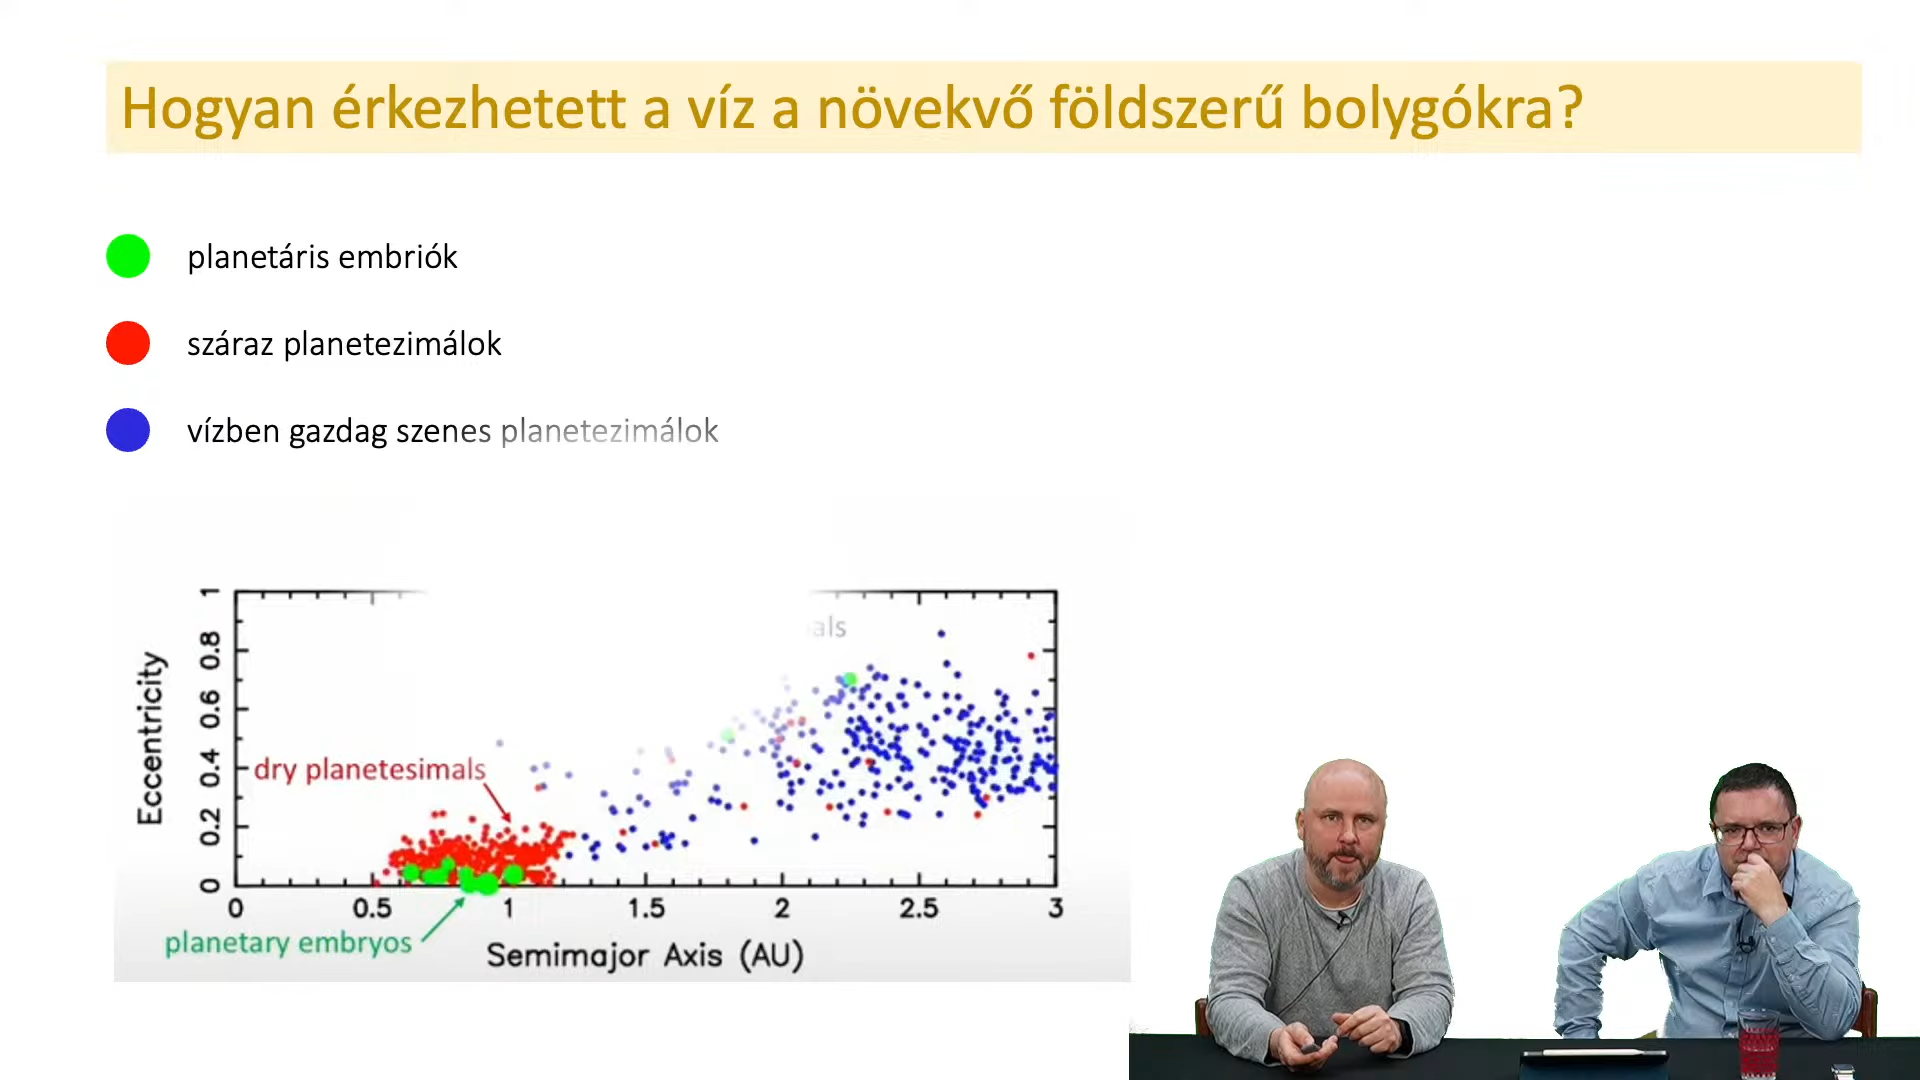 Hogyan érkezhetett a víz a növekvő földszerű bolygókra?
planetáris embriók
száraz planetezimálok
vízben gazdag szenes planetezimálok
als
Eccentricity
1
0.8
0.6
0.4
0.2
0
dry planetesimals
0 0.5 1 1.5 2 2.5 3
planetary embryos
Semimajor Axis (AU)